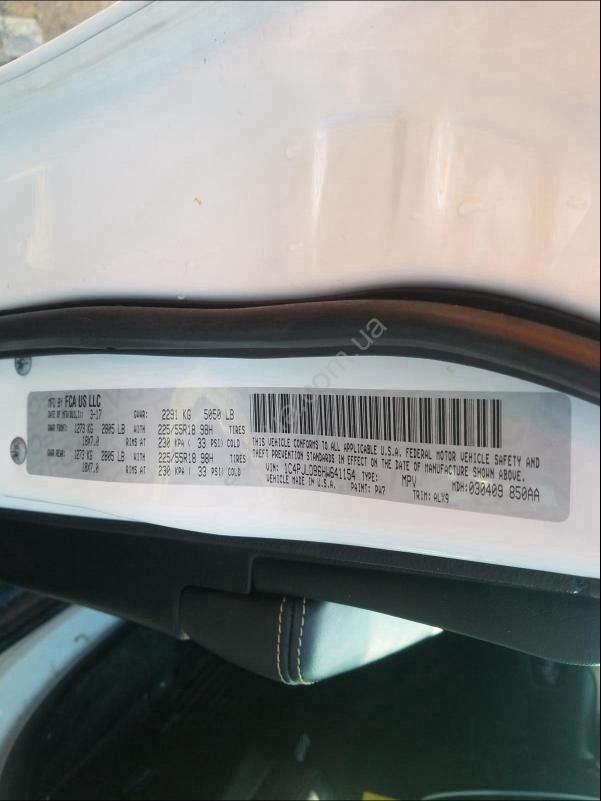 MFD BY FCA US LLC
DATE OF MFR: 3-17 GVWR: 2291 KG 5050 LB
GAWR FRONT: 1273 KG 2805 LB WITH 225/55R18 98H TIRES
18X7.0 RIMS AT 230 KPA ( 33 PSI) COLD
GAWR REAR: 1273 KG 2805 LB WITH 225/55R18 98H TIRES
18X7.0 RIMS AT 230 KPA ( 33 PSI) COLD
THIS VEHICLE CONFORMS TO ALL APPLICABLE U.S.A. FEDERAL MOTOR VEHICLE SAFETY AND
THEFT PREVENTION STANDARDS IN EFFECT ON THE DATE OF MANUFACTURE SHOWN ABOVE.
VIN: TYPE: MPV MDH: 030409 850AA
VEHICLE MADE IN U.S.A. PAINT: PW7 TRIM: ALX9
.com.ua